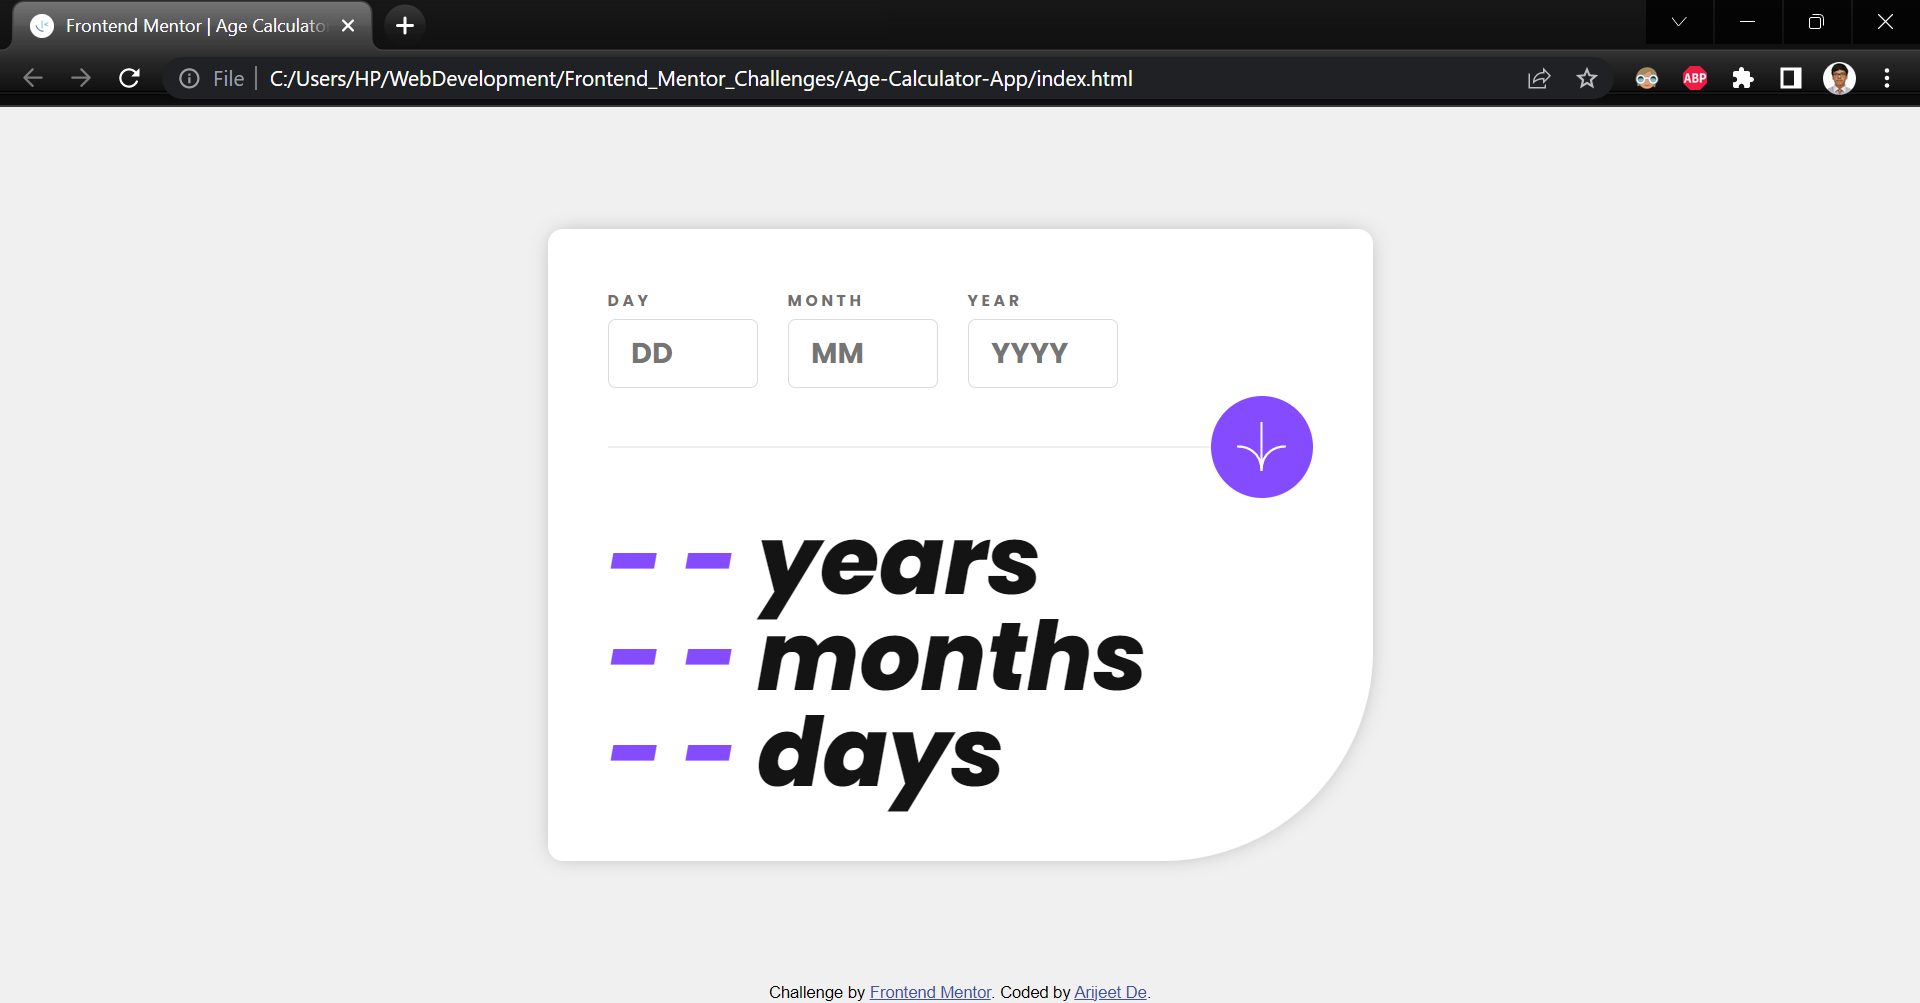 Frontend Mentor | Age Calculato
File
C:/Users/HP/WebDevelopment/Frontend_Mentor_Challenges/Age-Calculator-App/index.html
ABP
DAY MONTH YEAR
DD MM YYYY
- - years
- - months
- - days
Challenge by Frontend Mentor. Coded by Arijeet De.